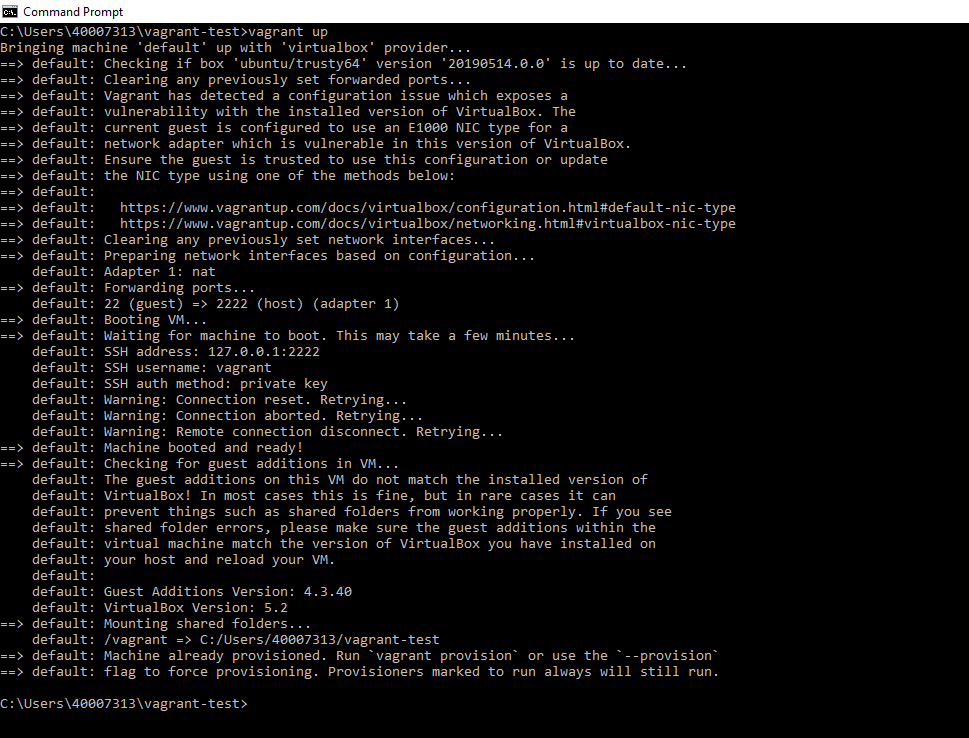 Command Prompt
C:\Users\40007313\vagrant-test>vagrant up
Bringing machine 'default' up with 'virtualbox' provider...
==> default: Checking if box 'ubuntu/trusty64' version '20190514.0.0' is up to date...
==> default: Clearing any previously set forwarded ports...
==> default: Vagrant has detected a configuration issue which exposes a
==> default: vulnerability with the installed version of VirtualBox. The
==> default: current guest is configured to use an E1000 NIC type for a
==> default: network adapter which is vulnerable in this version of VirtualBox.
==> default: Ensure the guest is trusted to use this configuration or update
==> default: the NIC type using one of the methods below:
==> default:
==> default:   https://www.vagrantup.com/docs/virtualbox/configuration.html#default-nic-type
==> default:   https://www.vagrantup.com/docs/virtualbox/networking.html#virtualbox-nic-type
==> default: Clearing any previously set network interfaces...
==> default: Preparing network interfaces based on configuration...
    default: Adapter 1: nat
==> default: Forwarding ports...
    default: 22 (guest) => 2222 (host) (adapter 1)
==> default: Booting VM...
==> default: Waiting for machine to boot. This may take a few minutes...
    default: SSH address: 127.0.0.1:2222
    default: SSH username: vagrant
    default: SSH auth method: private key
    default: Warning: Connection reset. Retrying...
    default: Warning: Connection aborted. Retrying...
    default: Warning: Remote connection disconnect. Retrying...
==> default: Machine booted and ready!
==> default: Checking for guest additions in VM...
    default: The guest additions on this VM do not match the installed version of
    default: VirtualBox! In most cases this is fine, but in rare cases it can
    default: prevent things such as shared folders from working properly. If you see
    default: shared folder errors, please make sure the guest additions within the
    default: virtual machine match the version of VirtualBox you have installed on
    default: your host and reload your VM.
    default:
    default: Guest Additions Version: 4.3.40
    default: VirtualBox Version: 5.2
==> default: Mounting shared folders...
    default: /vagrant => C:/Users/40007313/vagrant-test
==> default: Machine already provisioned. Run `vagrant provision` or use the `--provision`
==> default: flag to force provisioning. Provisioners marked to run always will still run.
C:\Users\40007313\vagrant-test>